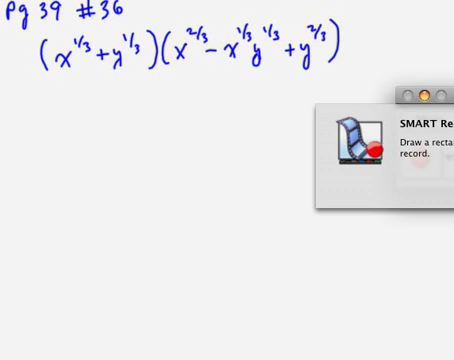 Pg 39 #36
(x^{1/3} + y^{1/3})(x^{2/3} - x^{1/3}y^{1/3} + y^{2/3})
SMART Re
Draw a recta
record.